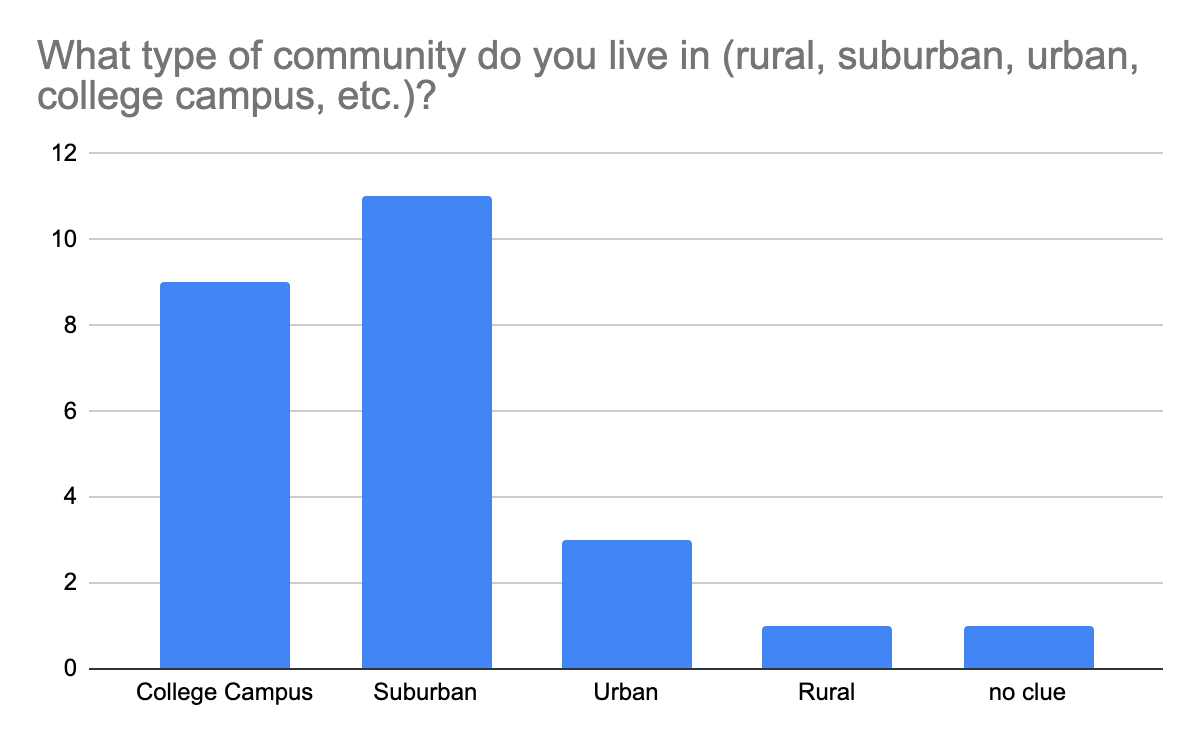 What type of community do you live in (rural, suburban, urban,
college campus, etc.)?
12
10
8
6
4
2
0
College Campus
Suburban
Urban
Rural
no clue